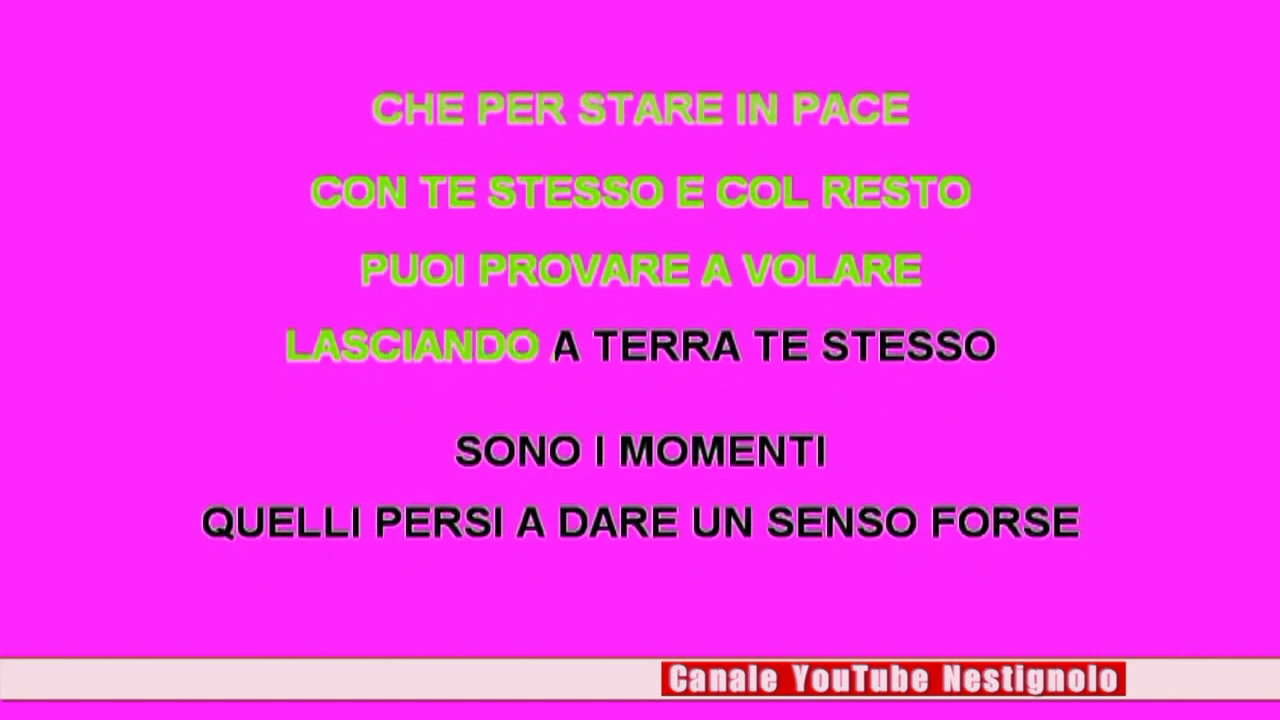 CHE PER STARE IN PACE
CON TE STESSO E COL RESTO
PUOI PROVARE A VOLARE
LASCIANDO A TERRA TE STESSO
SONO I MOMENTI
QUELLI PERSI A DARE UN SENSO FORSE
Canale YouTube Nestignolo